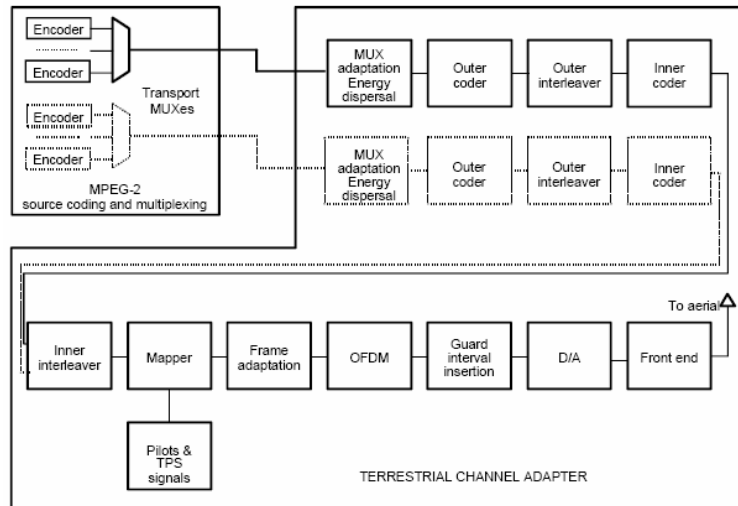 Encoder
Encoder
Transport
MUXes
Encoder
Encoder
MPEG-2
source coding and multiplexing
MUX
adaptation
Energy
dispersal
Outer
coder
Outer
interleaver
Inner
coder
MUX
adaptation
Energy
dispersal
Outer
coder
Outer
interleaver
Inner
coder
To aerial
Inner
interleaver
Mapper
Frame
adaptation
OFDM
Guard
interval
insertion
D/A
Front end
Pilots &
TPS
signals
TERRESTRIAL CHANNEL ADAPTER